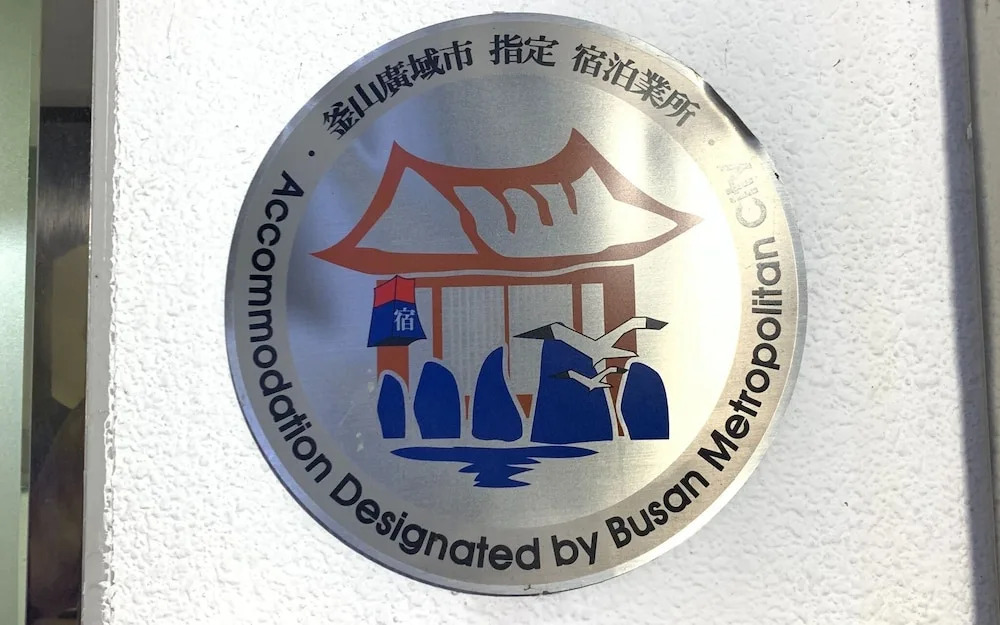 · 釜山廣域市 指定 宿泊業所 ·
宿
Accommodation Designated by Busan Metropolitan City